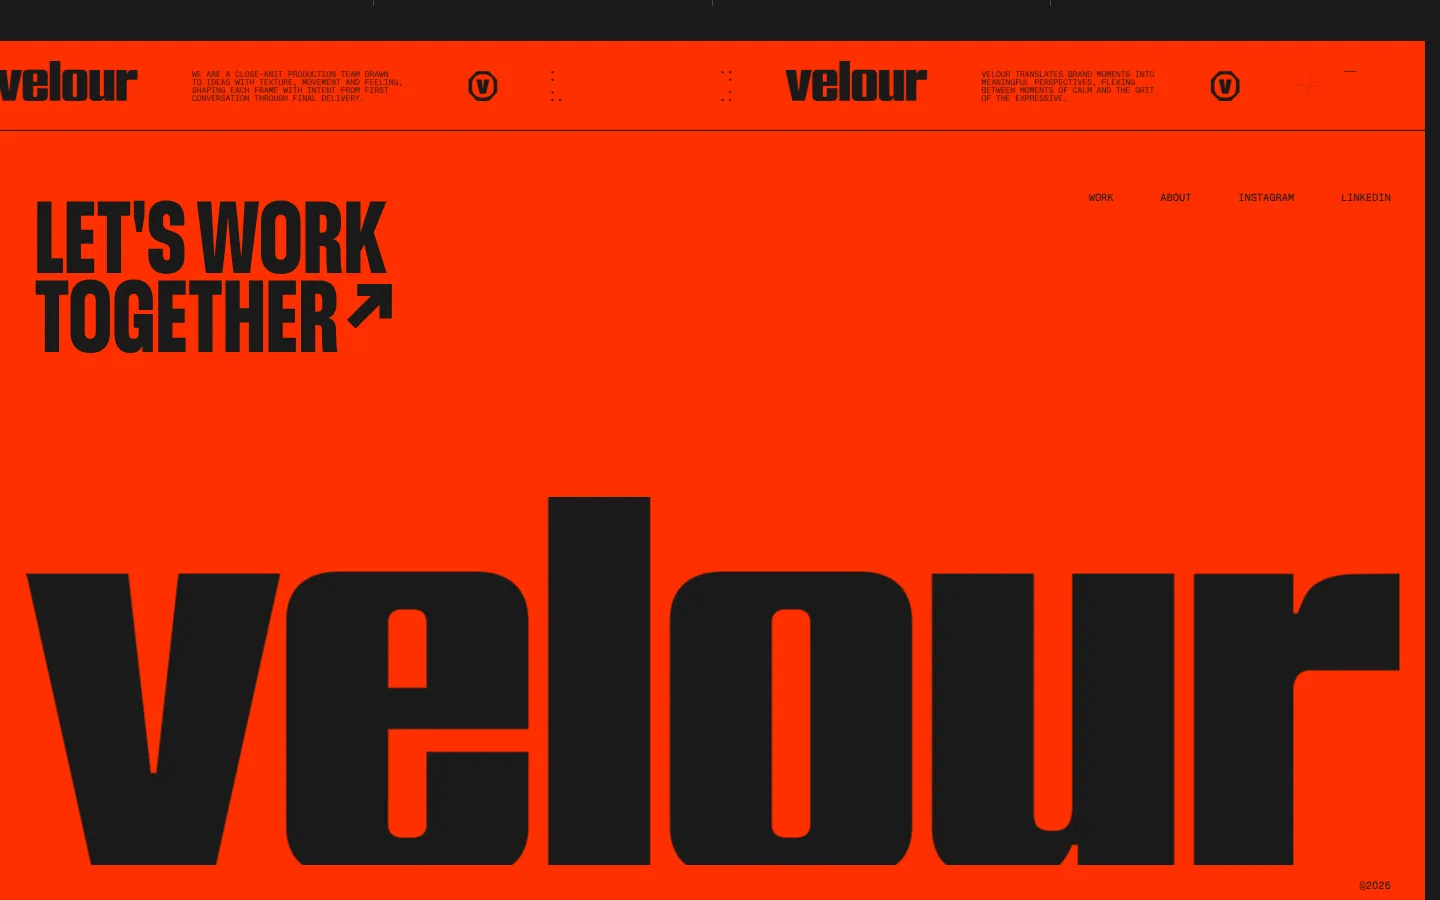 velour
WE ARE A CLOSE-KNIT PRODUCTION TEAM DRAWN
TO IDEAS WITH TEXTURE, MOVEMENT AND FEELING,
SHAPING EACH FRAME WITH INTENT FROM FIRST
CONVERSATION THROUGH FINAL DELIVERY.
V
velour
VELOUR TRANSLATES BRAND MOMENTS INTO
MEANINGFUL PERSPECTIVES, FLEXING
BETWEEN MOMENTS OF CALM AND THE GRIT
OF THE EXPRESSIVE.
V
WORK ABOUT INSTAGRAM LINKEDIN
LET'S WORK
TOGETHER↗
velour
©2026